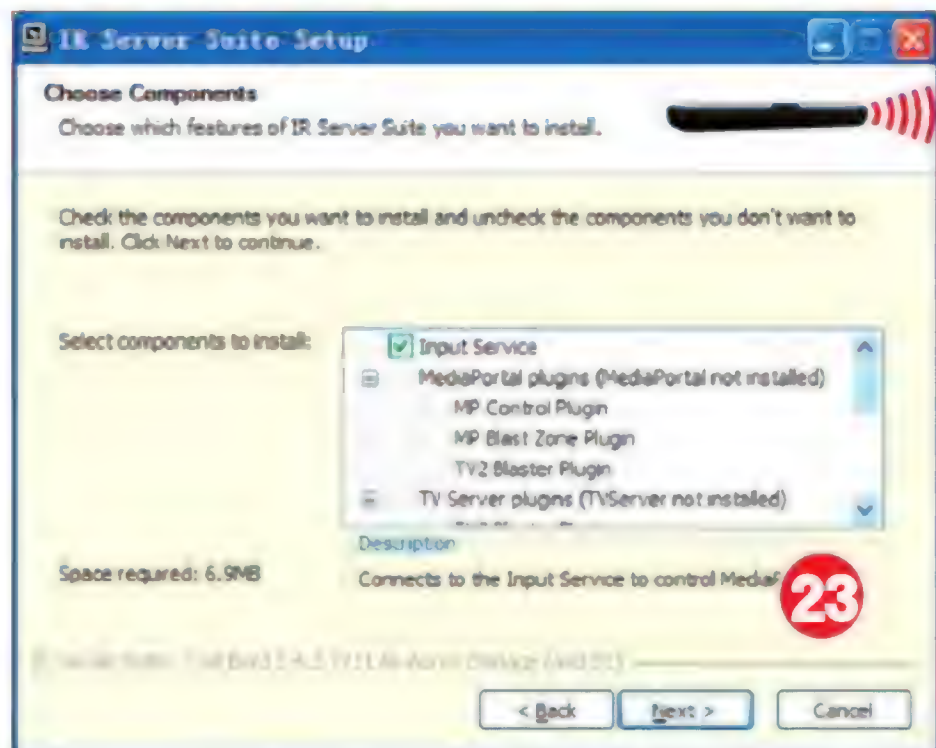 IR Server Suite Setup
Choose Components
Choose which features of IR Server Suite you want to install.
Check the components you want to install and uncheck the components you don't want to
install. Click Next to continue.
Select components to install:
Input Service
MediaPortal plugins (MediaPortal not installed)
MP Control Plugin
MP Blast Zone Plugin
TV2 Blaster Plugin
TV Server plugins (TVServer not installed)
Description
Space required: 6.9MB
Connects to the Input Service to control
23
< Back
Next >
Cancel